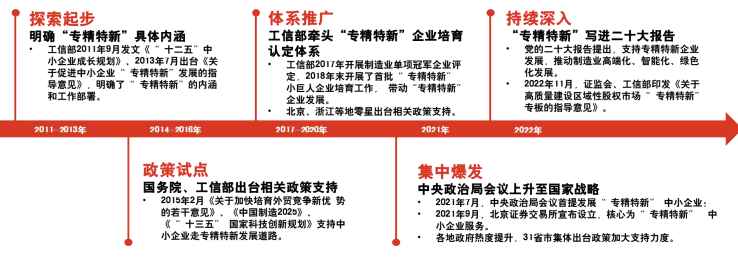 探索起步
明确“专精特新”具体内涵
• 工信部2011年9月发文《“十二五”中
小企业成长规划》、2013年7月出台《关
于促进中小企业“专精特新”发展的指
导意见》，明确了“专精特新”的内涵
和工作部署。
体系推广
工信部牵头“专精特新”企业培育
认定体系
• 工信部2017年开展制造业单项冠军企业评
定，2018年末开展了首批“专精特新”
小巨人企业培育工作，带动“专精特新”
企业发展。
• 北京、浙江等地零星出台相关政策支持。
持续深入
“专精特新”写进二十大报告
• 党的二十大报告提出，支持专精特新企业
发展，推动制造业高端化、智能化、绿色
化发展。
• 2022年11月，证监会、工信部印发《关于
高质量建设区域性股权市场“专精特新”
专板的指导意见》。
2011-2013年
2014-2016年
2017-2020年
2021年
2022年
政策试点
国务院、工信部出台相关政策支持
• 2015年2月《关于加快培育外贸竞争新优 势
的若干意见》、《中国制造2025》、
《“十三五” 国家科技创新规划》支持中
小企业走专精特新发展道路。
集中爆发
中央政治局会议上升至国家战略
• 2021年7月，中央政治局会议首提发展“专精特新” 中小企业；
• 2021年9月，北京证券交易所宣布设立，核心为“专精特新” 中
小企业服务。
• 各地政府热度提升，31省市集体出台政策加大支持力度。